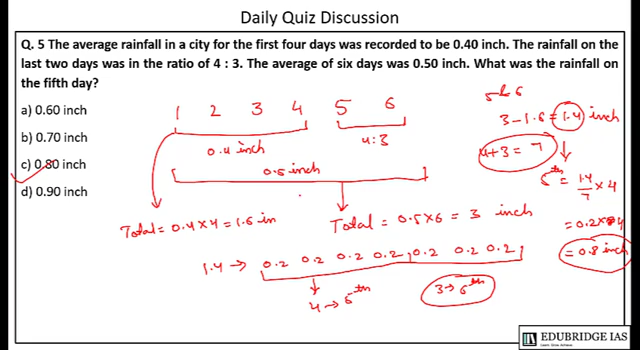 Daily Quiz Discussion
Q. 5 The average rainfall in a city for the first four days was recorded to be 0.40 inch. The rainfall on the
last two days was in the ratio of 4 : 3. The average of six days was 0.50 inch. What was the rainfall on
the fifth day?
a) 0.60 inch
b) 0.70 inch
c) 0.80 inch
d) 0.90 inch
1 2 3 4 5 6
0.4 inch
4:3
0.5 inch
Total = 0.4 × 4 = 1.6 in
Total = 0.5 × 6 = 3 inch
1.4 → 0.2 0.2 0.2 0.2, 0.2 0.2 0.2
4 → 5th
3 → 6th
5 & 6
3 - 1.6 = 1.4 inch
4+3 = 7
5th = 1.4/7 × 4
= 0.2 × 4
= 0.8 inch
EDUBRIDGE IAS